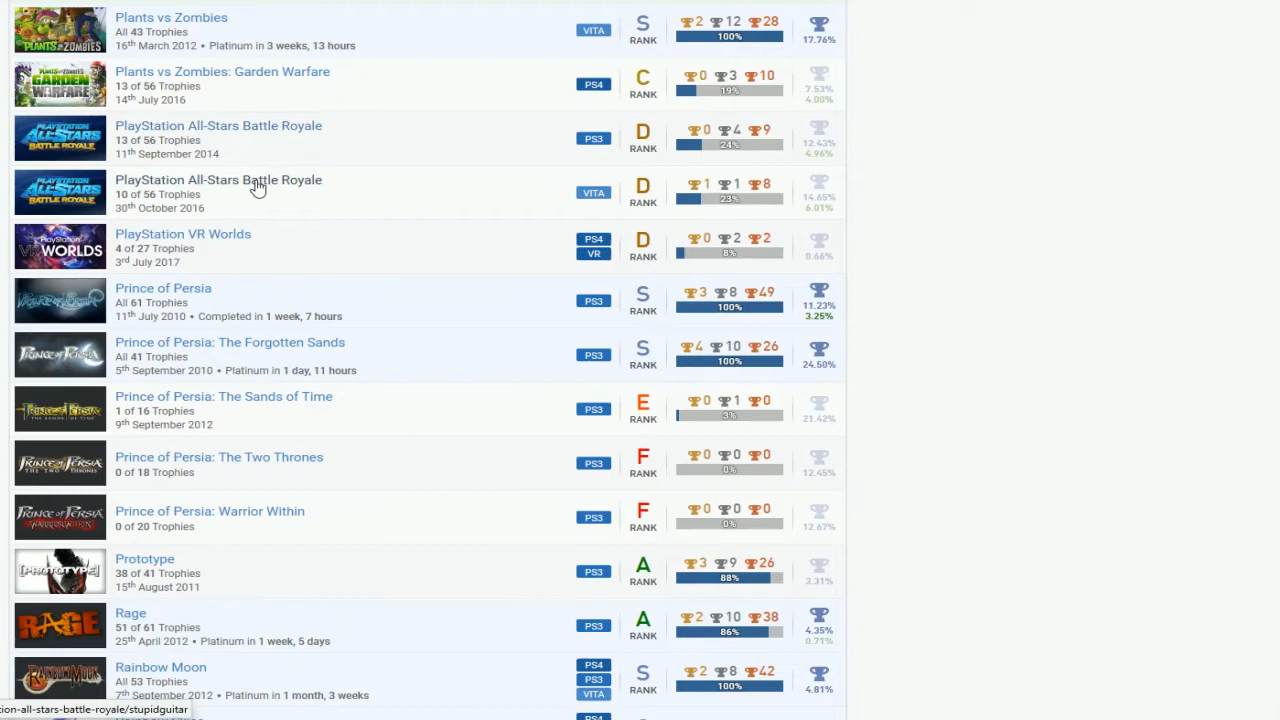 Plants vs Zombies
All 43 Trophies
16th March 2012 • Platinum in 3 weeks, 13 hours
VITA
S
RANK
2 12 28
100%
17.76%
Plants vs Zombies: Garden Warfare
13 of 56 Trophies
14th July 2016
PS4
C
RANK
0 3 10
19%
7.53%
4.00%
PlayStation All-Stars Battle Royale
13 of 56 Trophies
11th September 2014
PS3
D
RANK
0 4 9
24%
12.43%
4.96%
PlayStation All-Stars Battle Royale
10 of 56 Trophies
30th October 2016
VITA
D
RANK
1 1 8
23%
14.65%
6.01%
PlayStation VR Worlds
4 of 27 Trophies
3rd July 2017
PS4
VR
D
RANK
0 2 2
8%
0.66%
Prince of Persia
All 61 Trophies
11th July 2010 • Completed in 1 week, 7 hours
PS3
S
RANK
3 8 49
100%
11.23%
3.25%
Prince of Persia: The Forgotten Sands
All 41 Trophies
5th September 2010 • Platinum in 1 day, 11 hours
PS3
S
RANK
4 10 26
100%
24.50%
Prince of Persia: The Sands of Time
1 of 16 Trophies
9th September 2012
PS3
E
RANK
0 1 0
3%
21.42%
Prince of Persia: The Two Thrones
0 of 18 Trophies
PS3
F
RANK
0 0 0
0%
12.45%
Prince of Persia: Warrior Within
0 of 20 Trophies
PS3
F
RANK
0 0 0
0%
12.67%
[PROTOTYPE]
Prototype
38 of 41 Trophies
15th August 2011
PS3
A
RANK
3 9 26
88%
3.31%
RAGE
Rage
51 of 61 Trophies
25th April 2012 • Platinum in 1 week, 5 days
PS3
A
RANK
2 10 38
86%
4.35%
0.71%
Rainbow Moon
All 53 Trophies
7th September 2012 • Platinum in 1 month, 3 weeks
PS4
PS3
VITA
S
RANK
2 8 42
100%
4.81%
tion-all-stars-battle-royale/stupidguitar